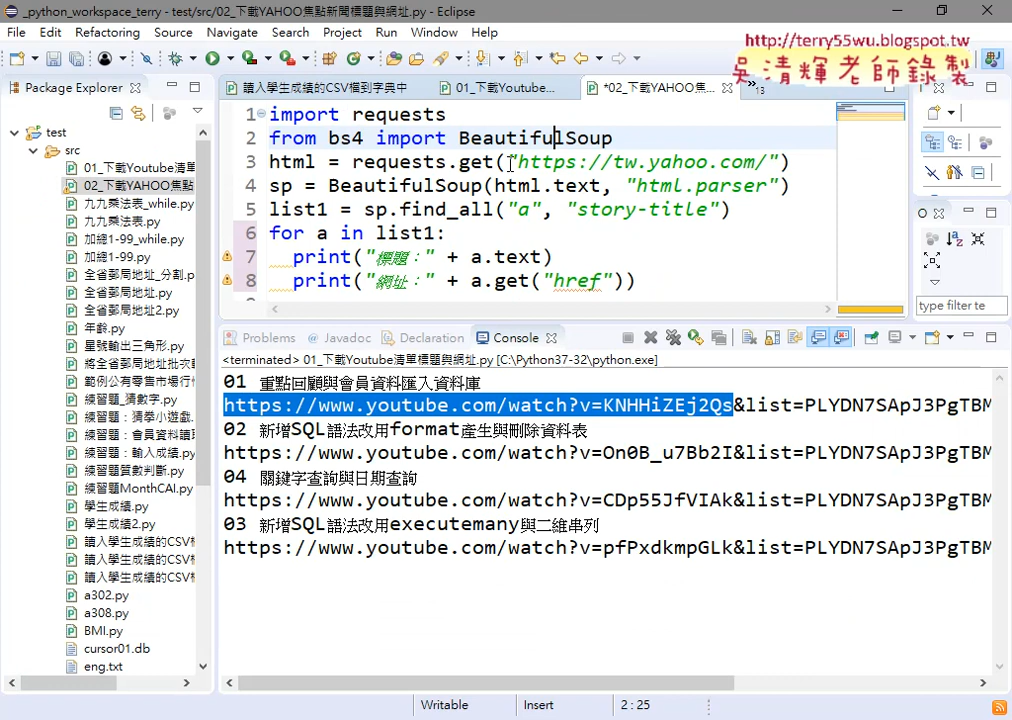 _python_workspace_terry - test/src/02_下載YAHOO焦點新聞標題與網址.py - Eclipse
File Edit Refactoring Source Navigate Search Project Run Window Help
http://terry55wu.blogspot.tw
吳清輝老師錄製
Package Explorer
讀入學生成績的CSV檔到字典中
01_下載Youtube...
*02_下載YAHOO焦...
13
test
src
01_下載Youtube清單
02_下載YAHOO焦點
九九乘法表_while.py
九九乘法表.py
加總1-99_while.py
加總1-99.py
全省郵局地址_分割.py
全省郵局地址.py
全省郵局地址2.py
年齡.py
星號輸出三角形.py
將全省郵局地址批次載
範例公有零售市場行情
練習題_猜數字.py
練習題：猜拳小遊戲.
練習題：會員資料讀
練習題：輸入成績.py
練習題質數判斷.py
練習題MonthCAI.py
學生成績.py
學生成績2.py
讀入學生成績的CSV檔
讀入學生成績的CSV檔
a302.py
a308.py
BMI.py
cursor01.db
eng.txt
1 import requests
2 from bs4 import BeautifulSoup
3 html = requests.get("https://tw.yahoo.com/")
4 sp = BeautifulSoup(html.text, "html.parser")
5 list1 = sp.find_all("a", "story-title")
6 for a in list1:
7 print("標題：" + a.text)
8 print("網址：" + a.get("href"))
type filter te
Problems Javadoc Declaration Console
<terminated> 01_下載Youtube清單標題與網址.py [C:\Python37-32\python.exe]
01 重點回顧與會員資料匯入資料庫
https://www.youtube.com/watch?v=KNHHiZEj2Qs&list=PLYDN7SApJ3PgTBM
02 新增SQL語法改用format產生與刪除資料表
https://www.youtube.com/watch?v=On0B_u7Bb2I&list=PLYDN7SApJ3PgTBM
04 關鍵字查詢與日期查詢
https://www.youtube.com/watch?v=CDp55JfVIAk&list=PLYDN7SApJ3PgTBM
03 新增SQL語法改用executemany與二維串列
https://www.youtube.com/watch?v=pfPxdkmpGLk&list=PLYDN7SApJ3PgTBM
Writable Insert 2 : 25